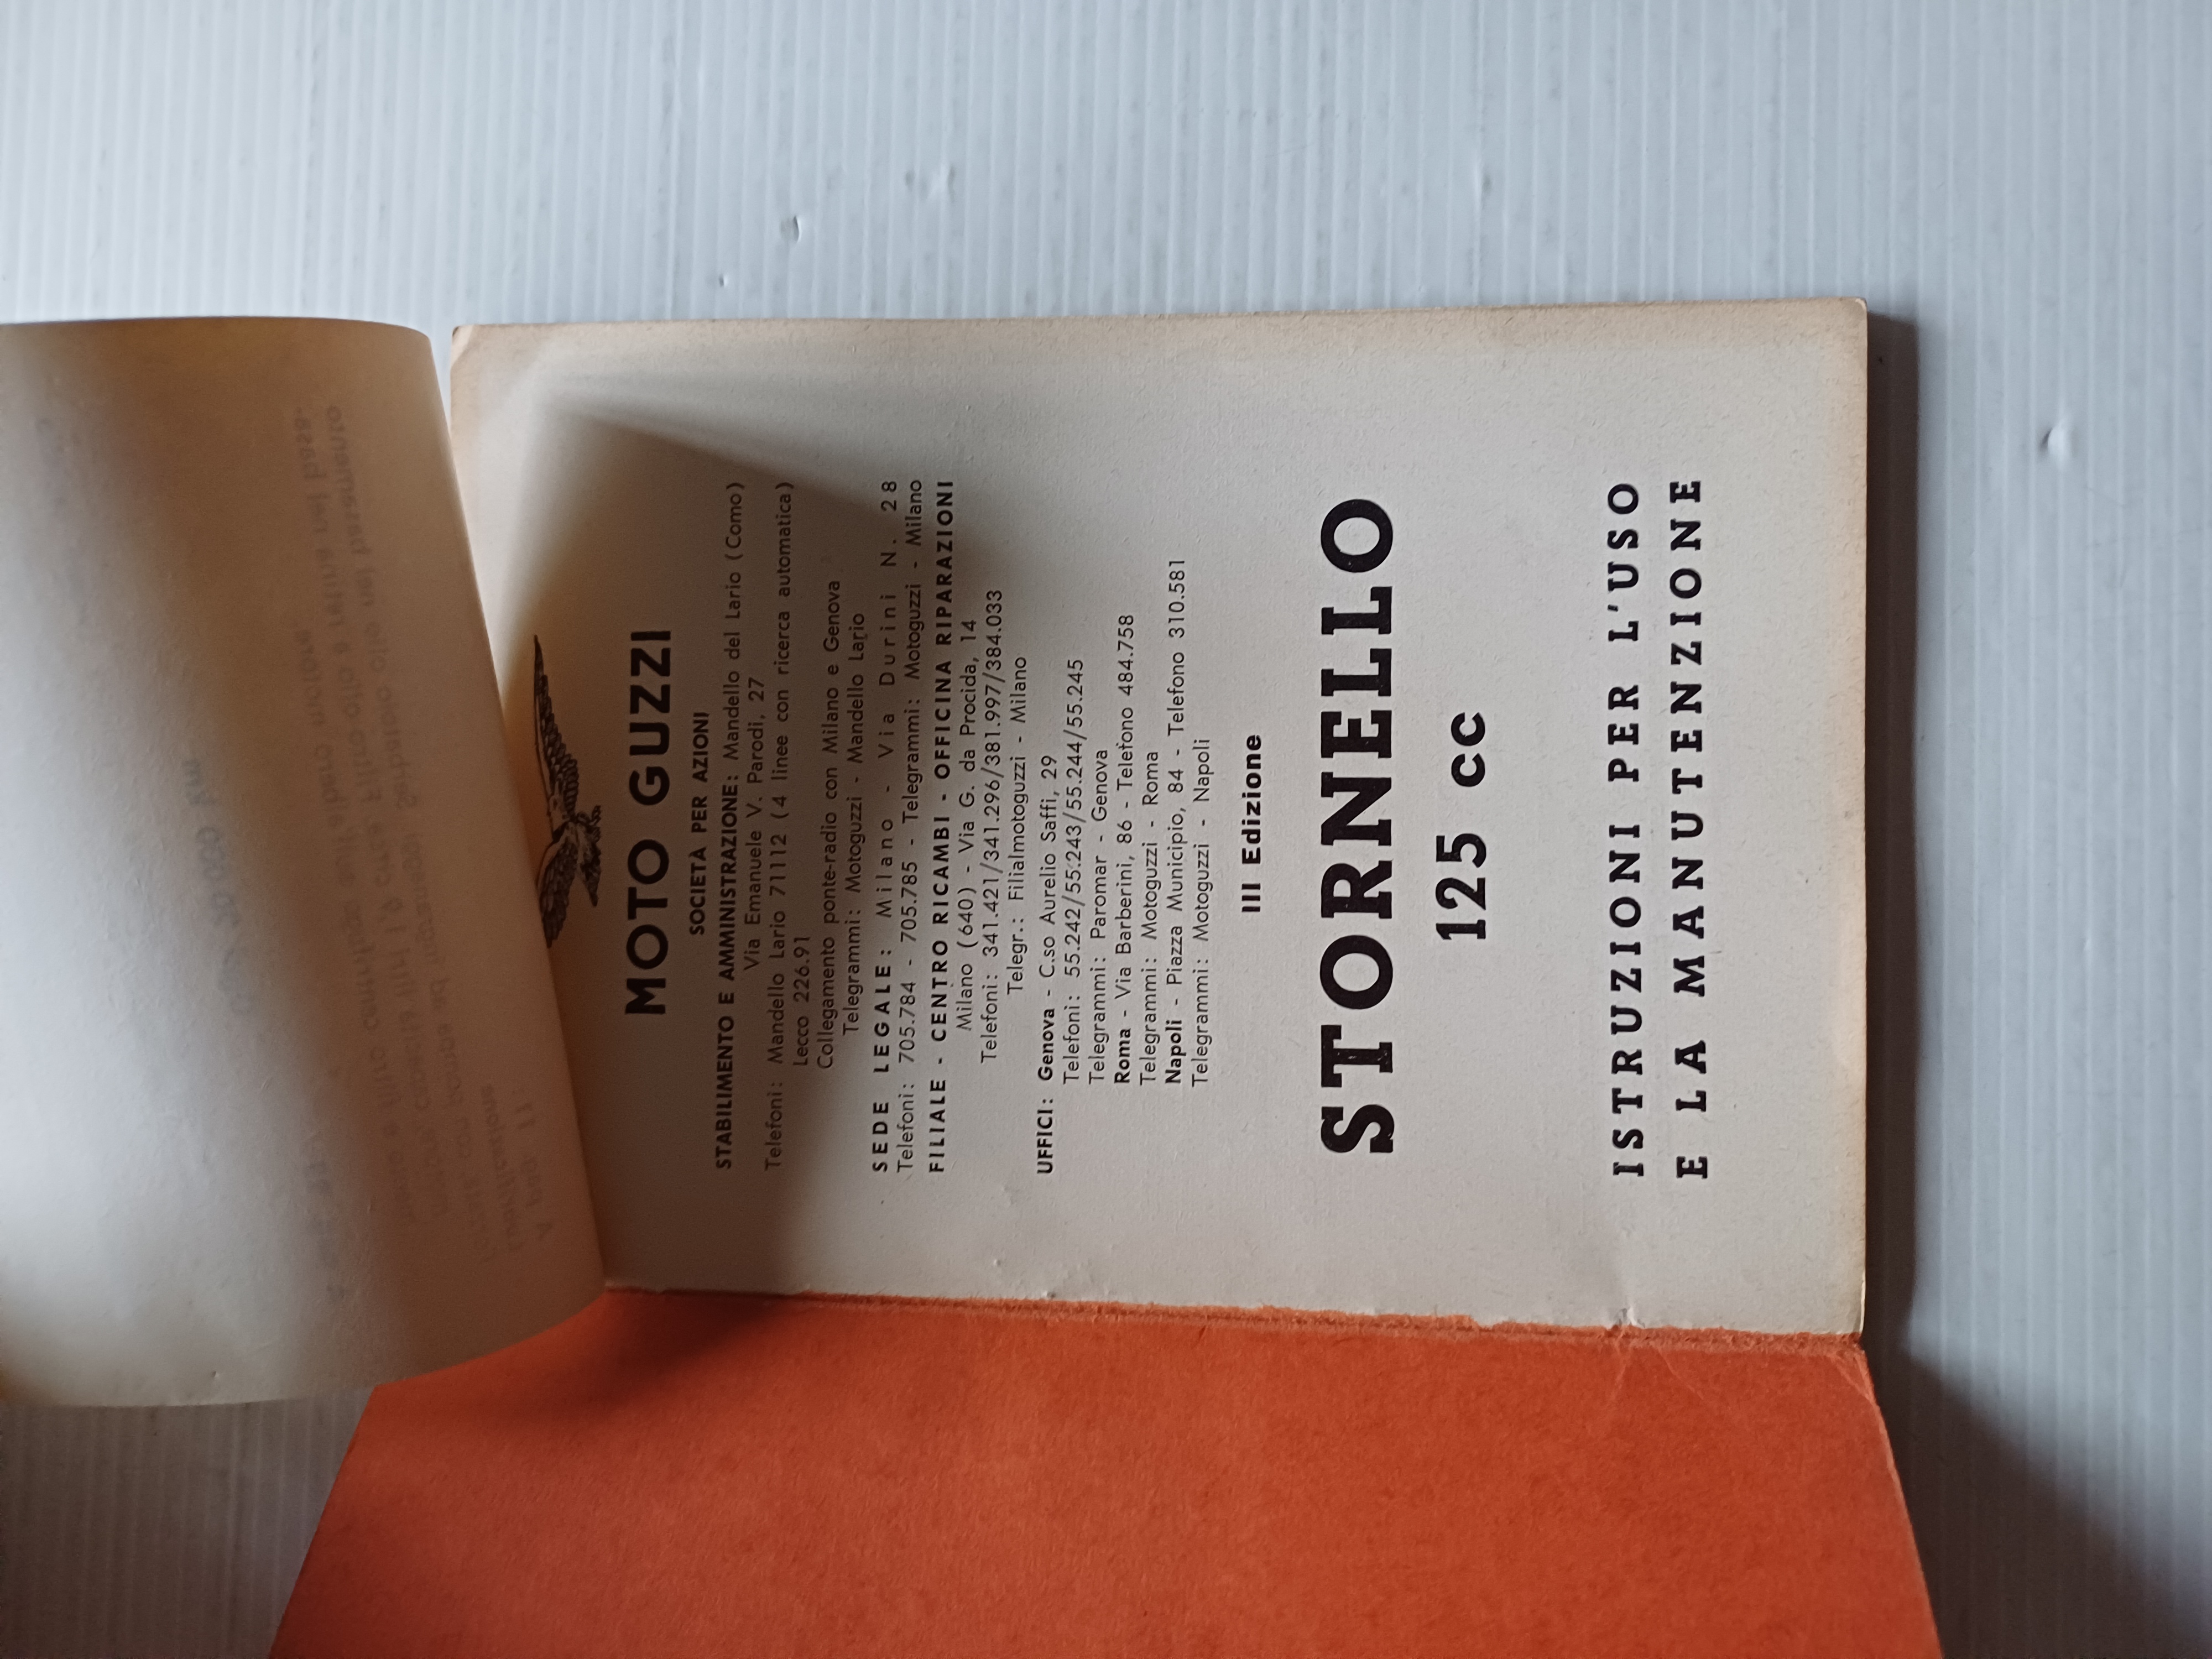 MOTO GUZZI
SOCIETA PER AZIONI
STABILIMENTO E AMMINISTRAZIONE: Mandello del Lario (Como)
Via Emanuele V. Parodi, 27
Telefoni: Mandello Lario 71112 (4 linee con ricerca automatica)
Lecco 226.91
Collegamento ponte-radio con Milano e Genova
Telegrammi: Motoguzzi - Mandello Lario
SEDE LEGALE: Milano - Via Durini N. 28
Telefoni: 705.784 - 705.785 - Telegrammi: Motoguzzi - Milano
FILIALE - CENTRO RICAMBI - OFFICINA RIPARAZIONI
Milano (640) - Via G. da Procida, 14
Telefoni: 341.421/341.296/381.997/384.033
Telegr.: Filialmotoguzzi - Milano
UFFICI: Genova - C.so Aurelio Saffi, 29
Telefoni: 55.242/55.243/55.244/55.245
Telegrammi: Paromar - Genova
Roma - Via Barberini, 86 - Telefono 484.758
Telegrammi: Motoguzzi - Roma
Napoli - Piazza Municipio, 84 - Telefono 310.581
Telegrammi: Motoguzzi - Napoli
III Edizione
STORNELLO
125 cc
ISTRUZIONI PER L'USO
E LA MANUTENZIONE